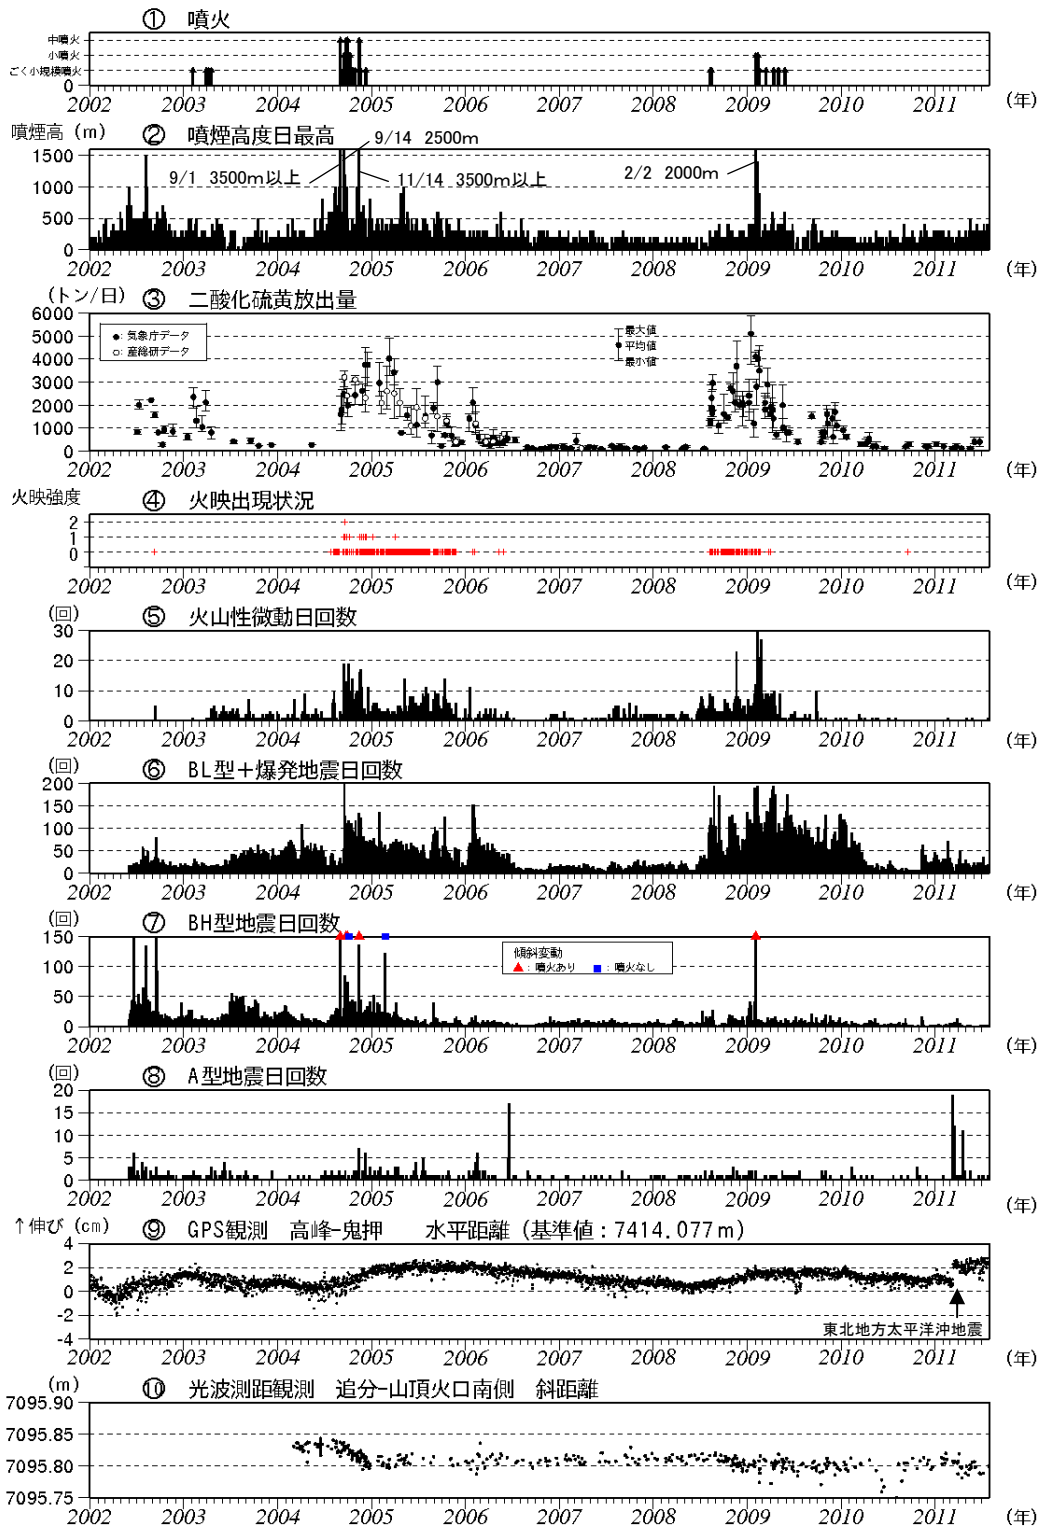 ① 噴火
中噴火
小噴火
ごく小規模噴火
0
2002 2003 2004 2005 2006 2007 2008 2009 2010 2011 (年)
噴煙高 (m) ② 噴煙高度日最高
9/14 2500m
9/1 3500m以上
11/14 3500m以上
2/2 2000m
1500
1000
500
0
2002 2003 2004 2005 2006 2007 2008 2009 2010 2011 (年)
(トン/日) ③ 二酸化硫黄放出量
6000
5000
4000
3000
2000
1000
0
●: 気象庁データ
○: 産総研データ
最大値
平均値
最小値
2002 2003 2004 2005 2006 2007 2008 2009 2010 2011 (年)
火映強度 ④ 火映出現状況
2
1
0
2002 2003 2004 2005 2006 2007 2008 2009 2010 2011 (年)
(回) ⑤ 火山性微動日回数
30
20
10
0
2002 2003 2004 2005 2006 2007 2008 2009 2010 2011 (年)
(回) ⑥ BL型+爆発地震日回数
200
150
100
50
0
2002 2003 2004 2005 2006 2007 2008 2009 2010 2011 (年)
(回) ⑦ BH型地震日回数
150
100
50
0
傾斜変動
▲: 噴火あり ■: 噴火なし
2002 2003 2004 2005 2006 2007 2008 2009 2010 2011 (年)
(回) ⑧ A型地震日回数
20
15
10
5
0
2002 2003 2004 2005 2006 2007 2008 2009 2010 2011 (年)
↑伸び (cm) ⑨ GPS観測 高峰-鬼押 水平距離 (基準値:7414.077m)
4
2
0
-2
-4
東北地方太平洋沖地震
2002 2003 2004 2005 2006 2007 2008 2009 2010 2011 (年)
(m) ⑩ 光波測距観測 追分-山頂火口南側 斜距離
7095.90
7095.85
7095.80
7095.75
2002 2003 2004 2005 2006 2007 2008 2009 2010 2011 (年)